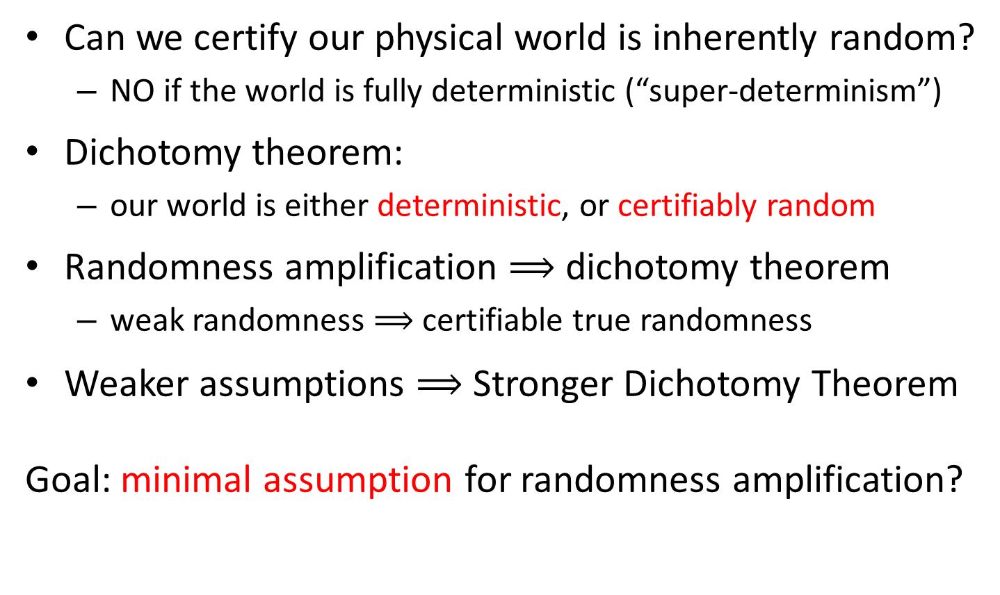 • Can we certify our physical world is inherently random?
– NO if the world is fully deterministic (“super-determinism”)
• Dichotomy theorem:
– our world is either deterministic, or certifiably random
• Randomness amplification ⟹ dichotomy theorem
– weak randomness ⟹ certifiable true randomness
• Weaker assumptions ⟹ Stronger Dichotomy Theorem
Goal: minimal assumption for randomness amplification?